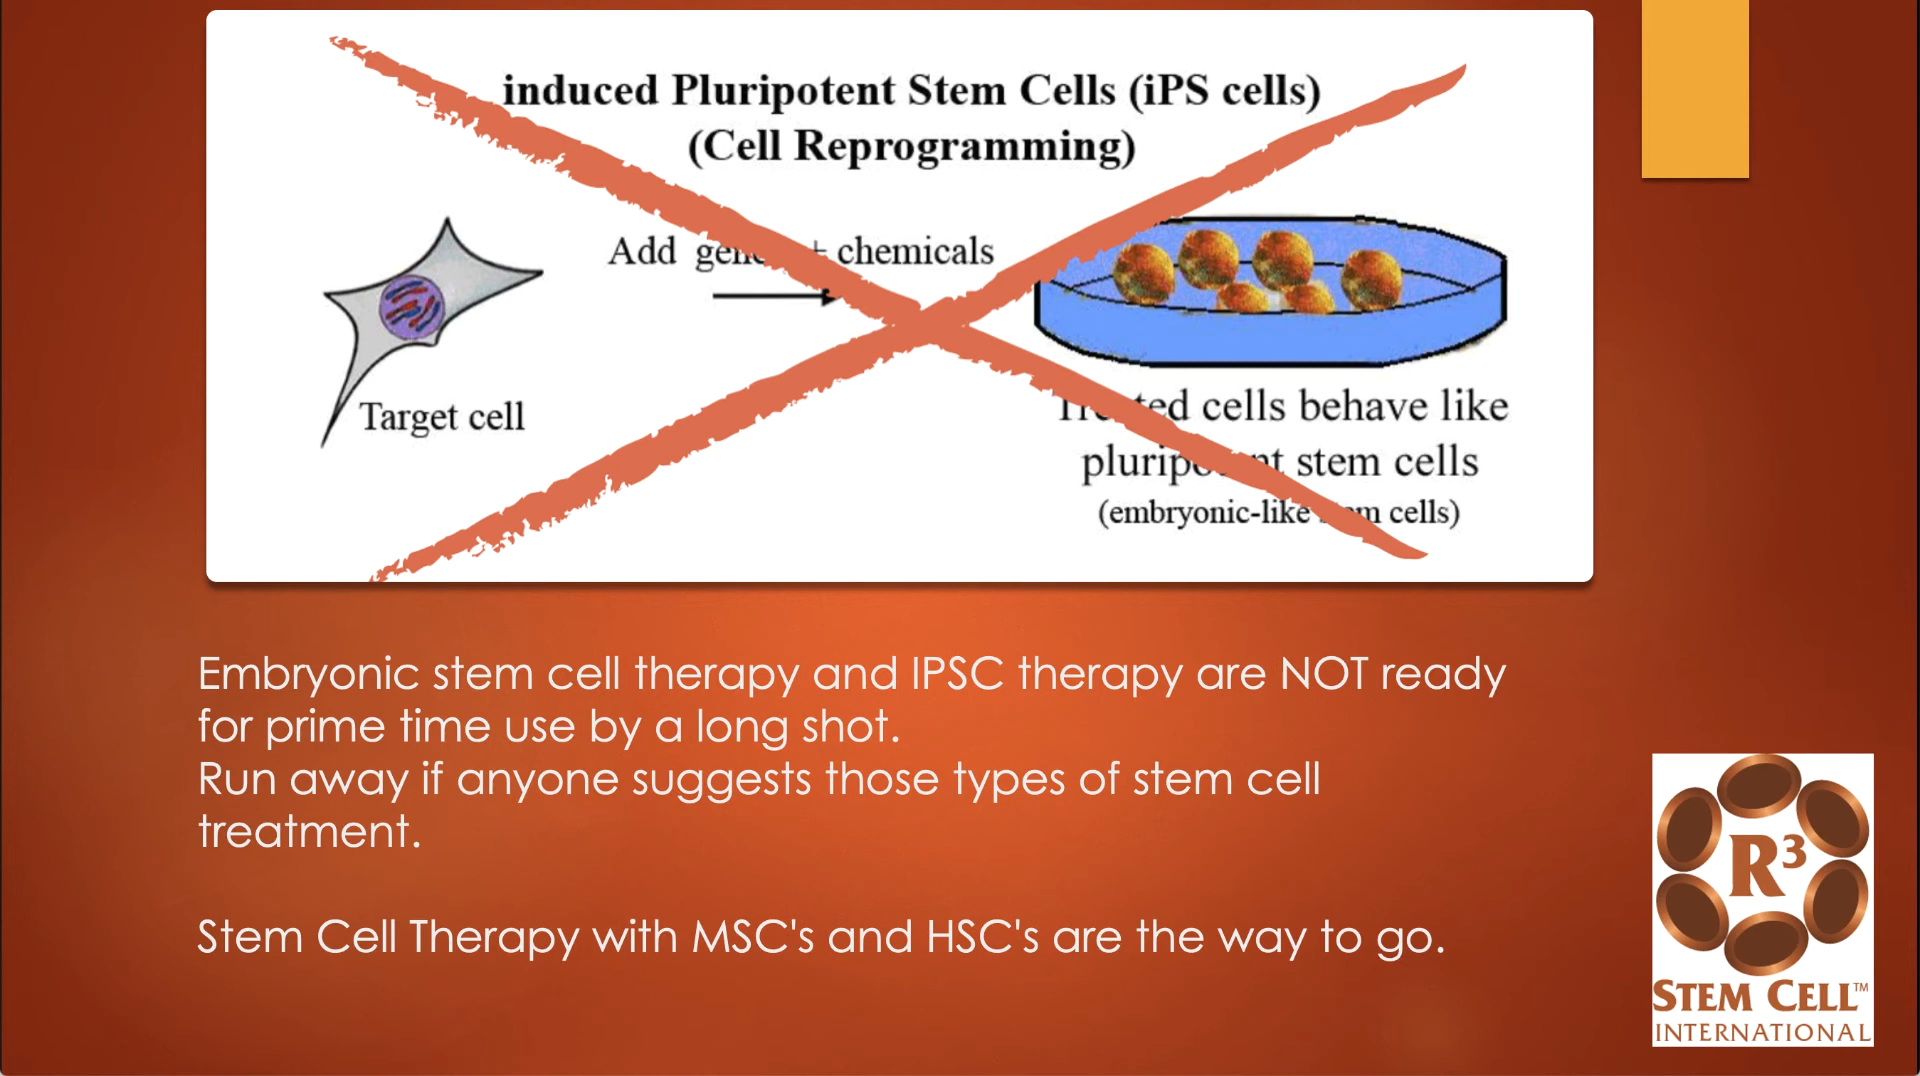 induced Pluripotent Stem Cells (iPS cells)
(Cell Reprogramming)
Add + chemicals
Target cell
cells behave like
stem cells
(embryonic-like cells)
Embryonic stem cell therapy and IPSC therapy are NOT ready
for prime time use by a long shot.
Run away if anyone suggests those types of stem cell
treatment.
Stem Cell Therapy with MSC's and HSC's are the way to go.
R³
STEM CELL™
INTERNATIONAL